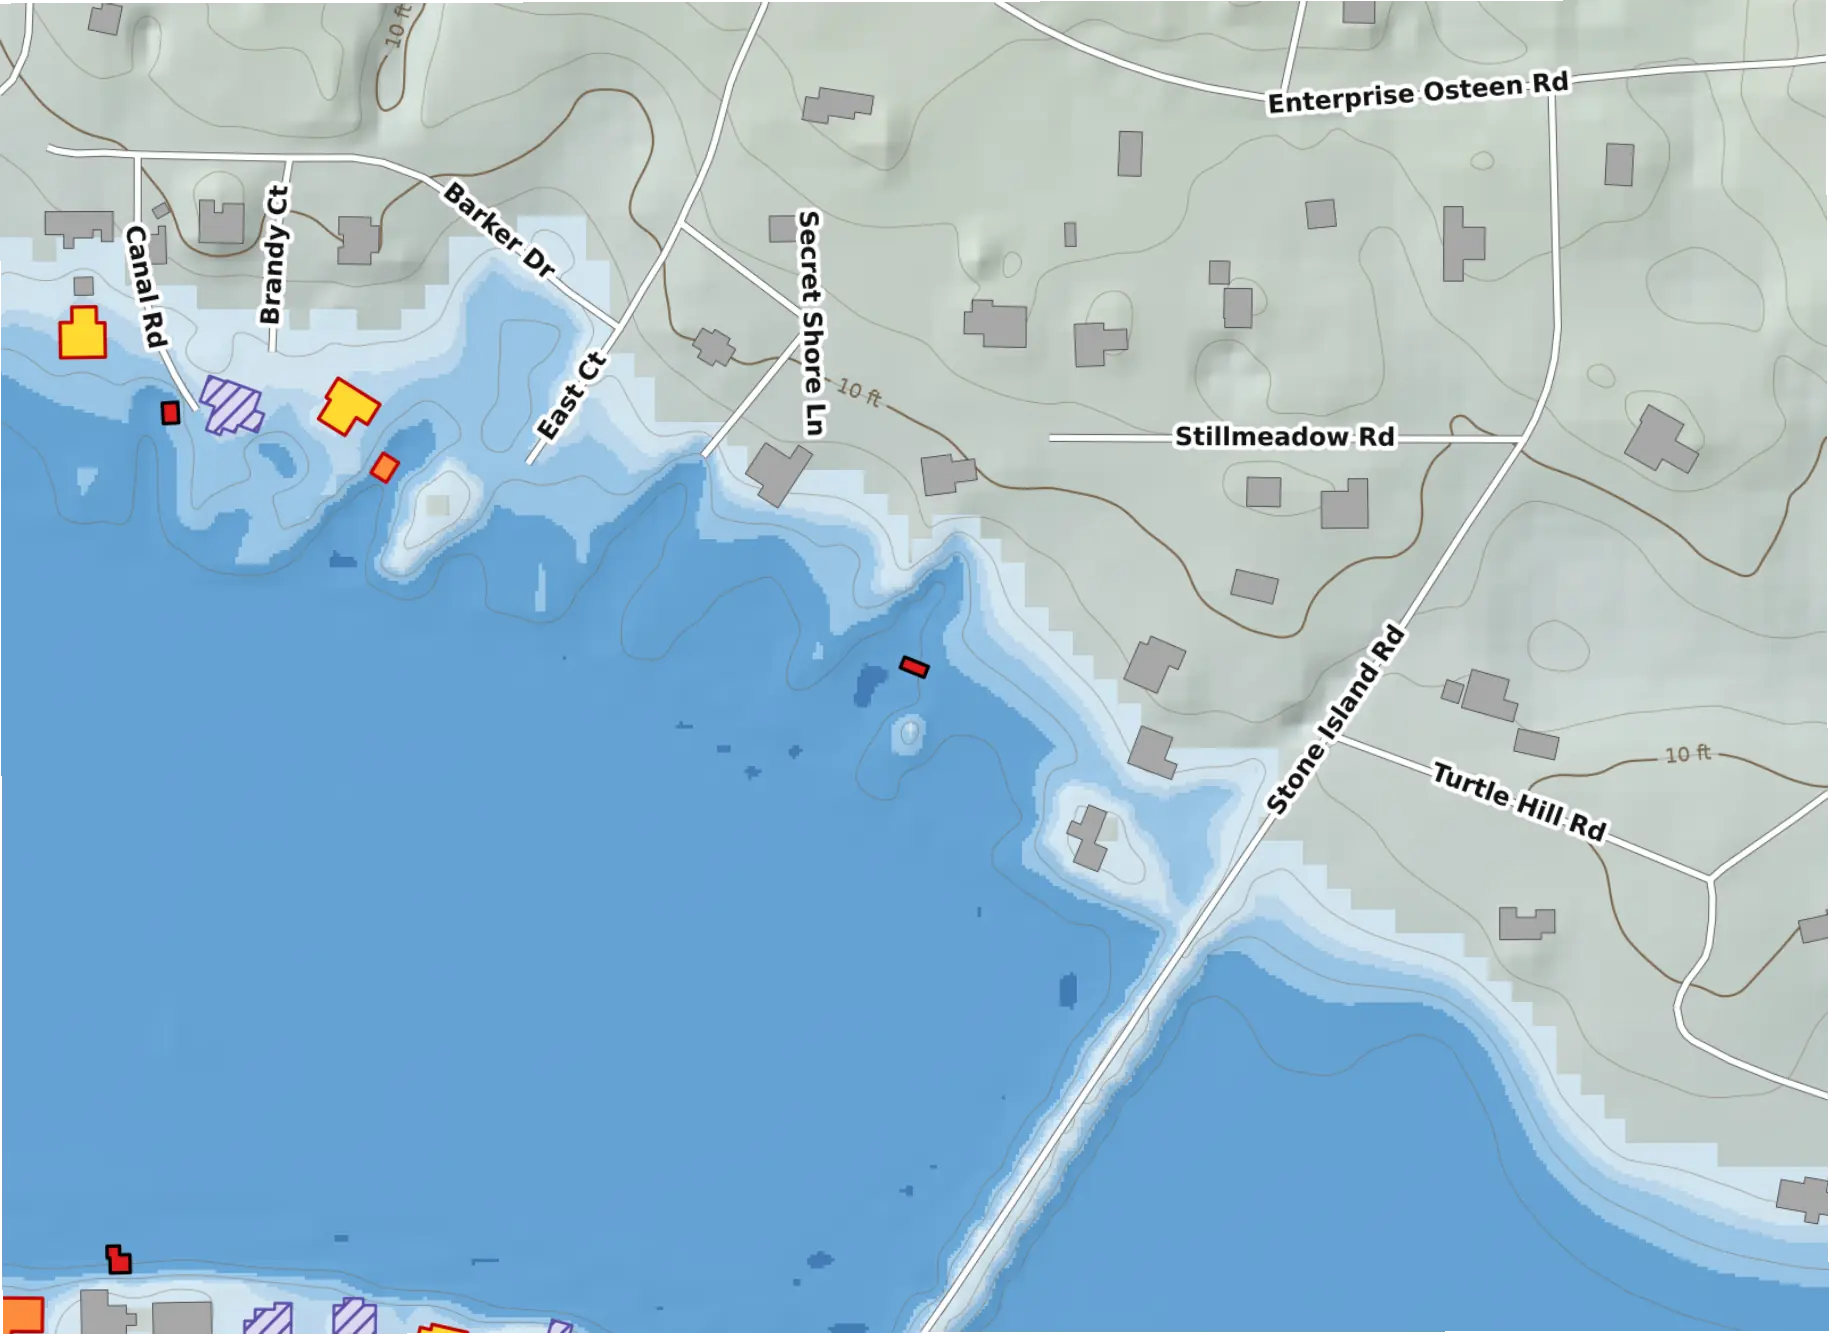 10 ft
Enterprise Osteen Rd
Barker Dr
Brandy Ct
Canal Rd
Secret Shore Ln
East Ct
10 ft
Stillmeadow Rd
Stone Island Rd
10 ft
Turtle Hill Rd